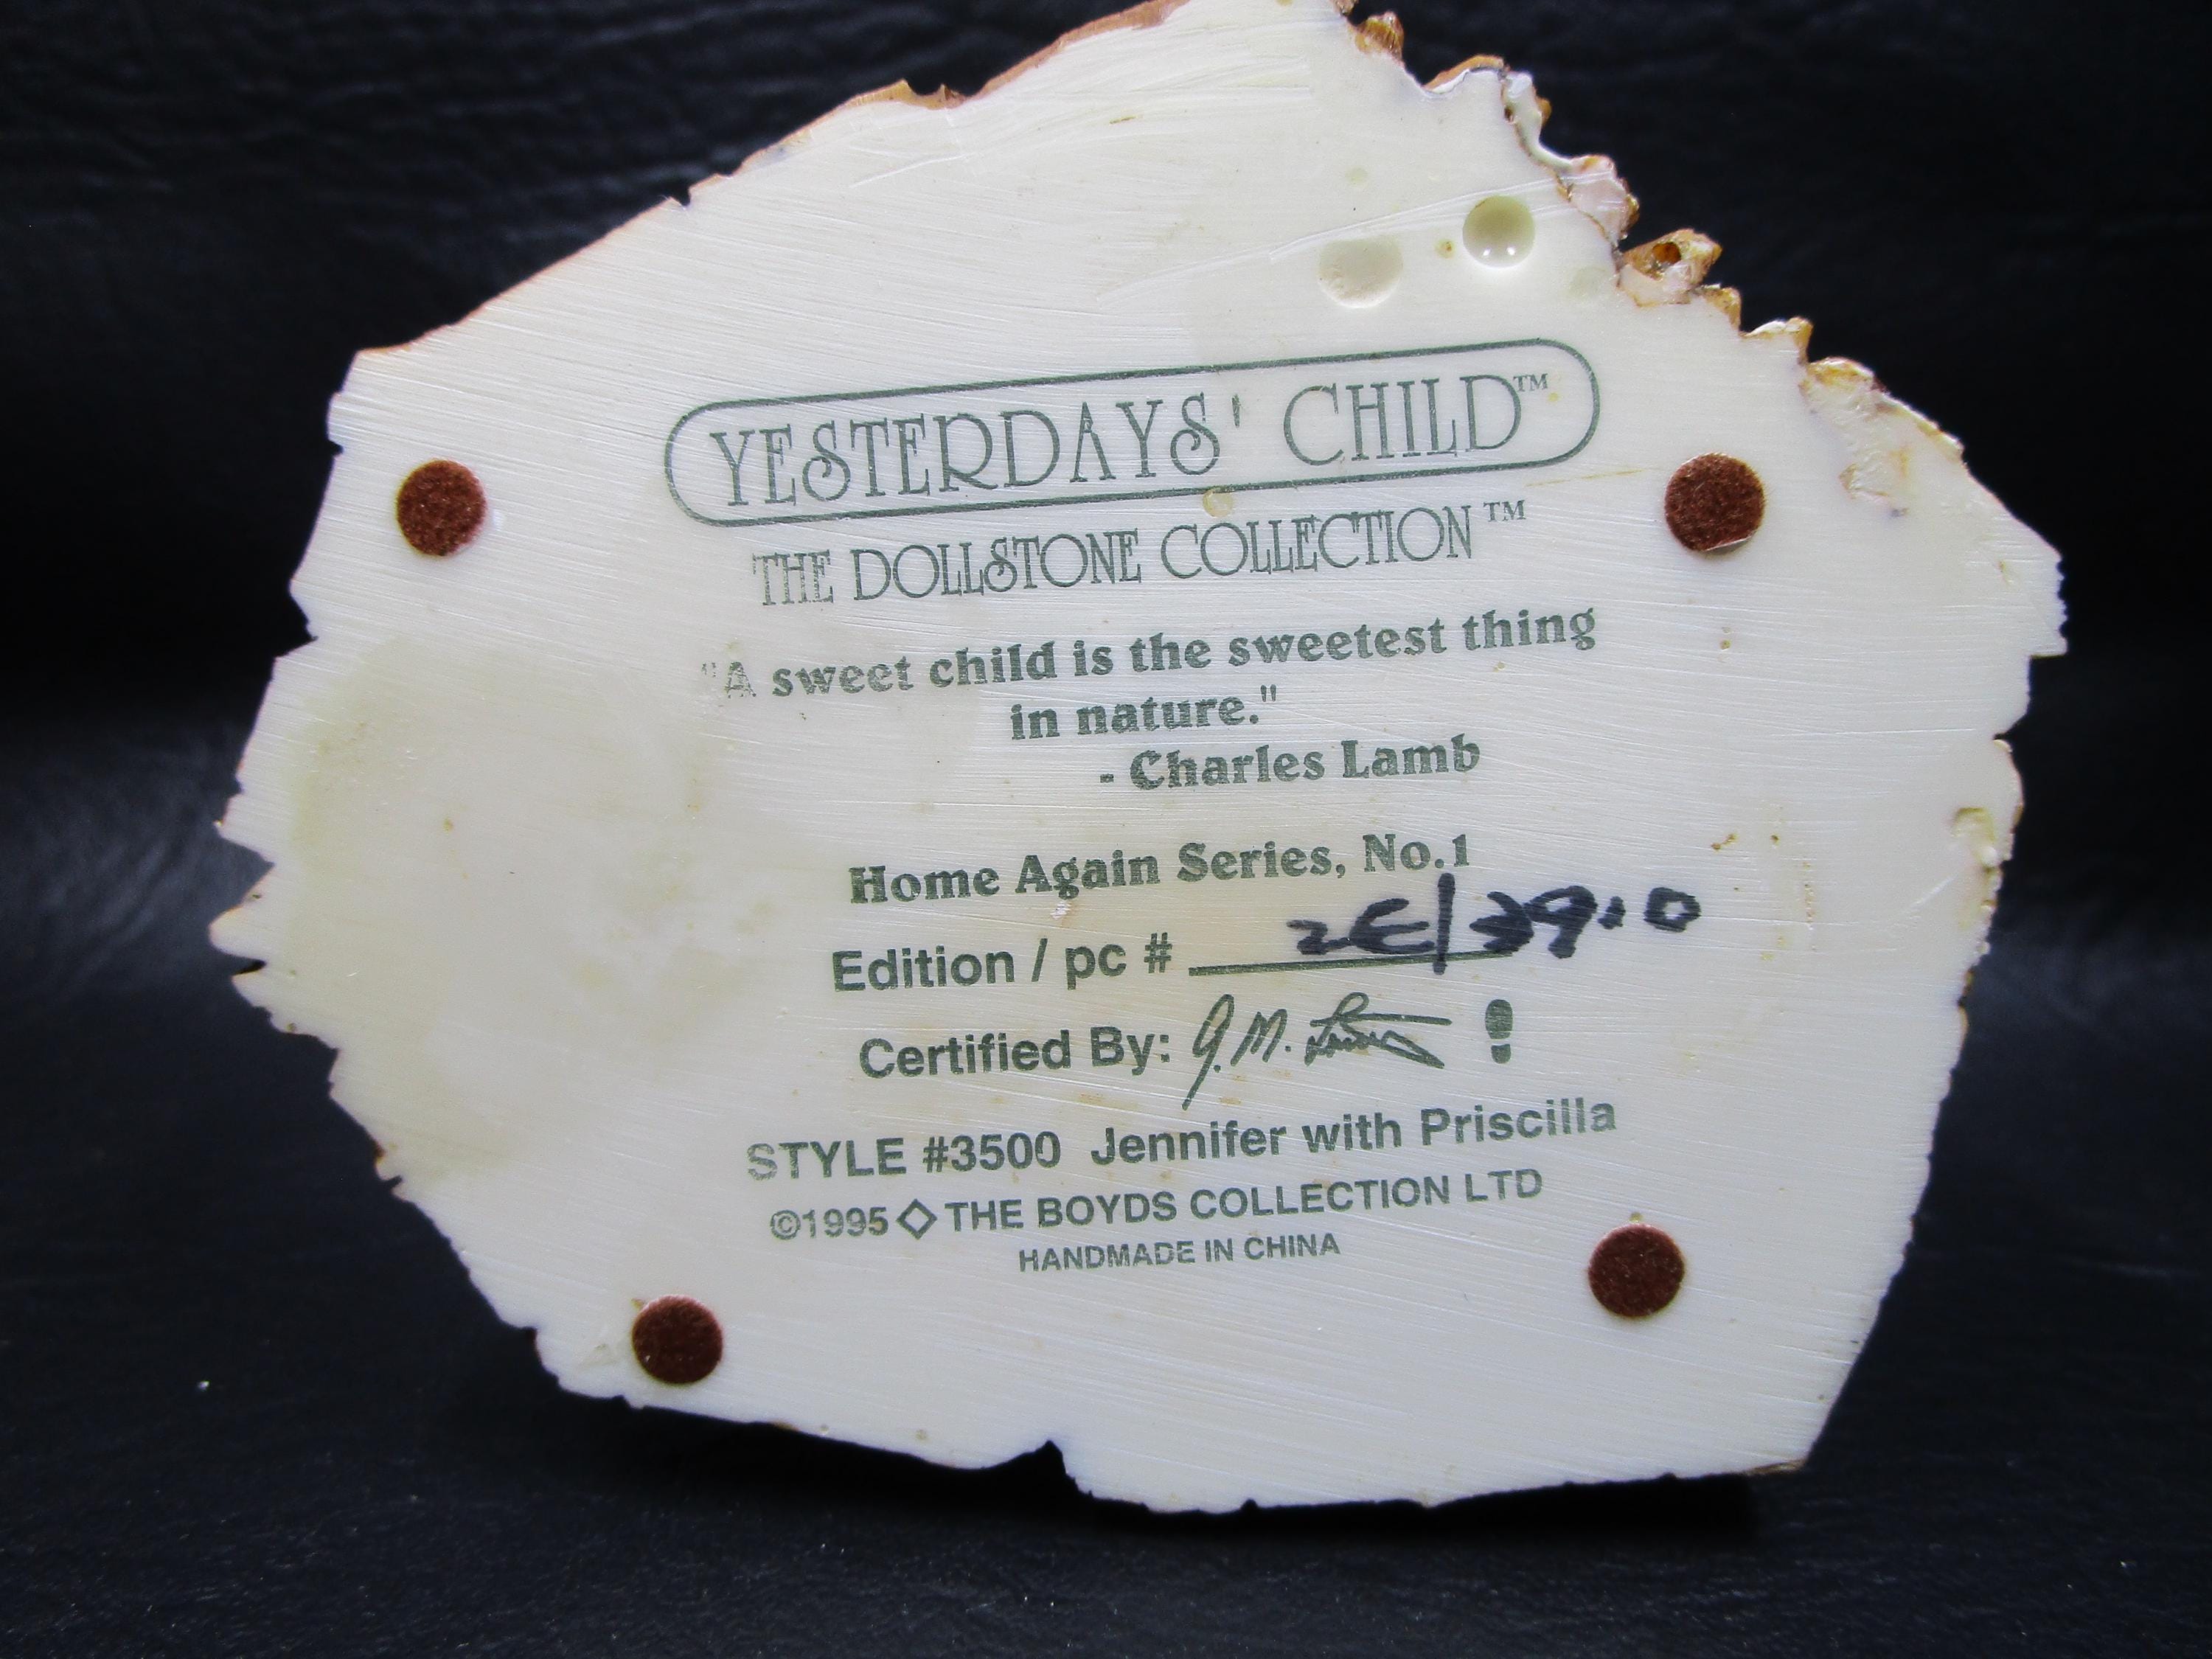 YESTERDAYS' CHILD™
THE DOLLSTONE COLLECTION™
"A sweet child is the sweetest thing
in nature."
- Charles Lamb
Home Again Series, No.1
Edition / pc # 2E/
Certified By: J.M.
STYLE #3500 Jennifer with Priscilla
©1995 ◇ THE BOYDS COLLECTION LTD
HANDMADE IN CHINA